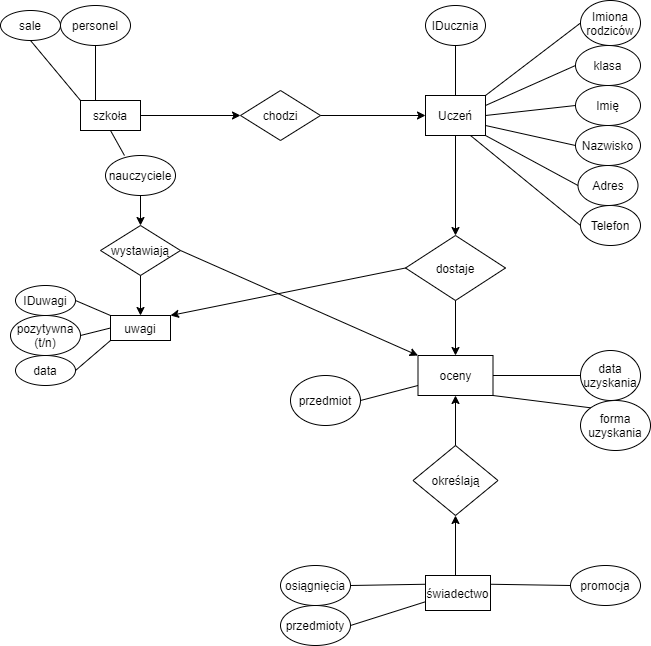 sale
personel
IDucznia
Imiona
rodziców
klasa
szkoła
chodzi
Uczeń
Imię
Nazwisko
nauczyciele
Adres
Telefon
wystawiają
dostaje
IDuwagi
pozytywna
(t/n)
uwagi
data
oceny
data
uzyskania
przedmiot
forma
uzyskania
określają
osiągnięcia
świadectwo
promocja
przedmioty